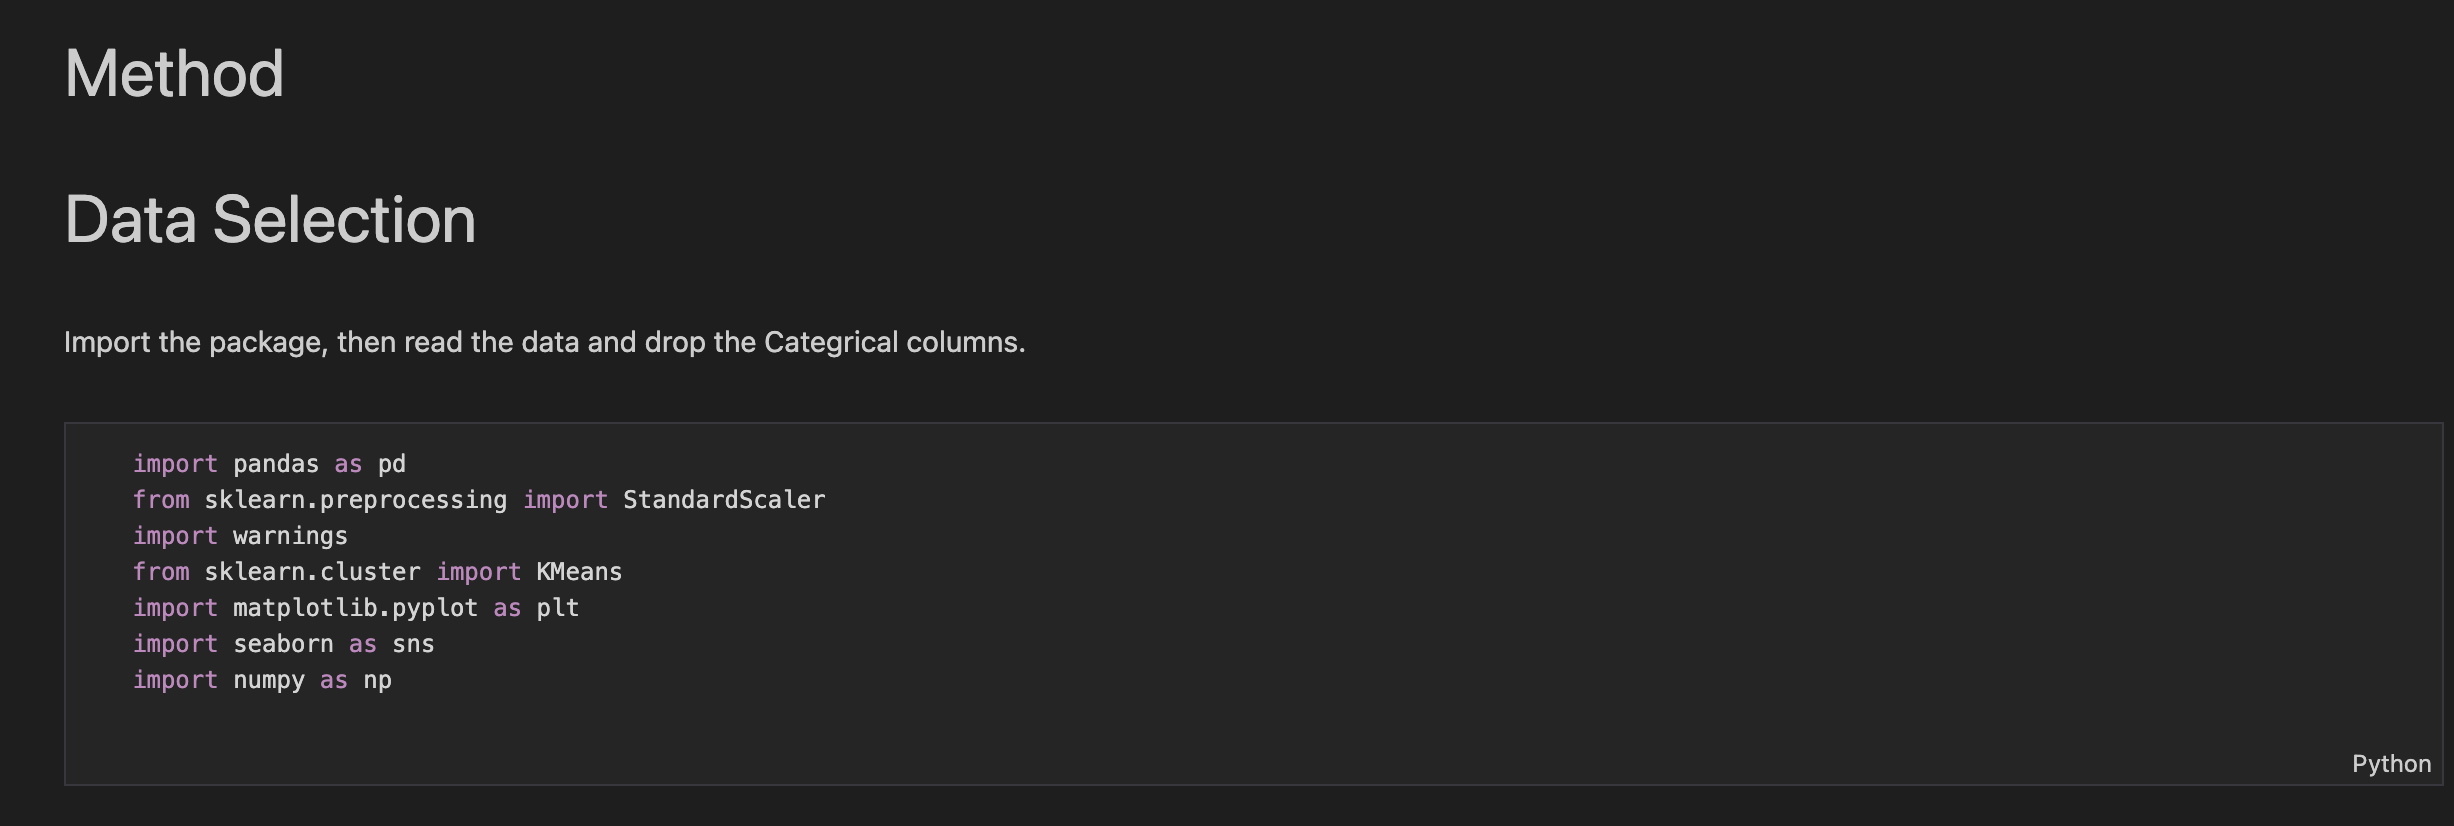 Method
Data Selection
Import the package, then read the data and drop the Categrical columns.
import pandas as pd
from sklearn.preprocessing import StandardScaler
import warnings
from sklearn.cluster import KMeans
import matplotlib.pyplot as plt
import seaborn as sns
import numpy as np
Python